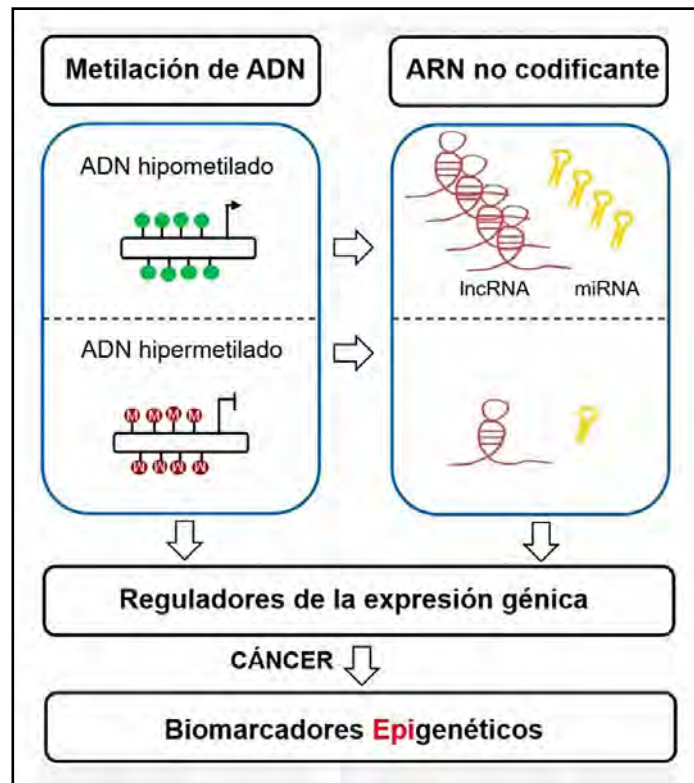 Metilación de ADN
ARN no codificante
ADN hipometilado
lncRNA
miRNA
ADN hipermetilado
M M M M
M M M M
Reguladores de la expresión génica
CÁNCER
Biomarcadores Epigenéticos